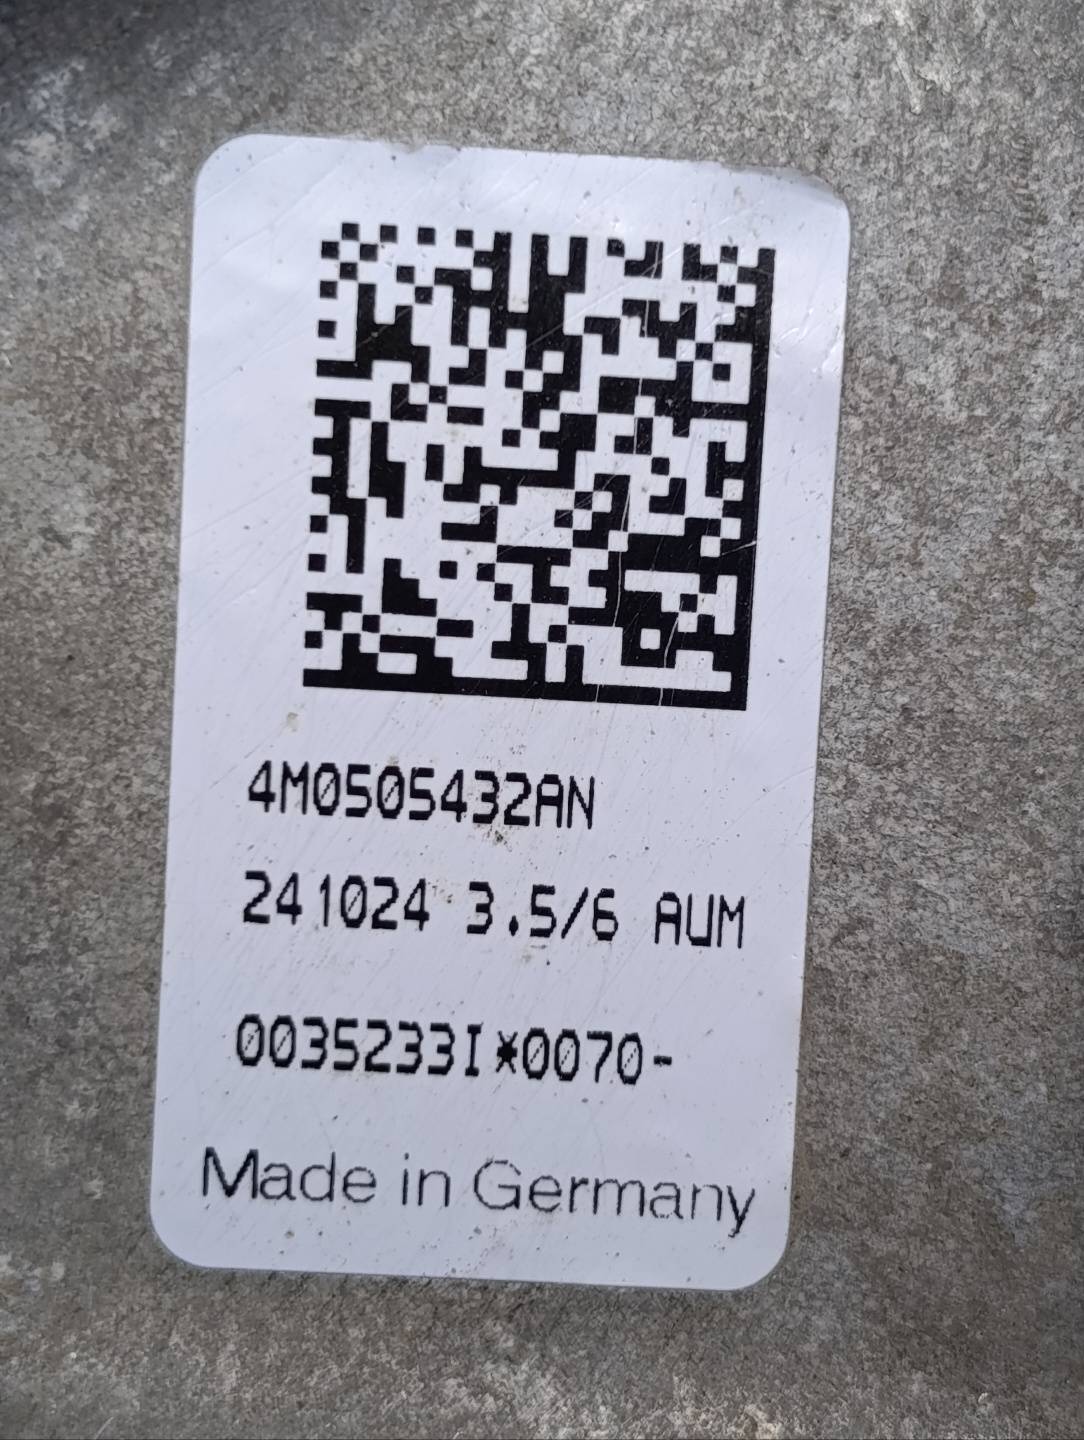 4M0505432AN
241024 3.5/6 AUM
0035233I*0070-
Made in Germany